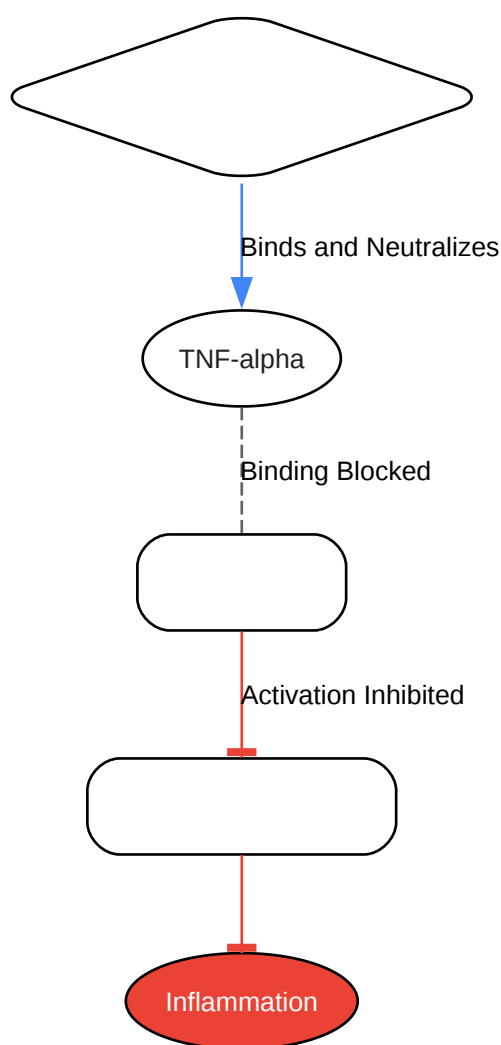 Binds and Neutralizes
TNF-alpha
Binding Blocked
Activation Inhibited
Inflammation